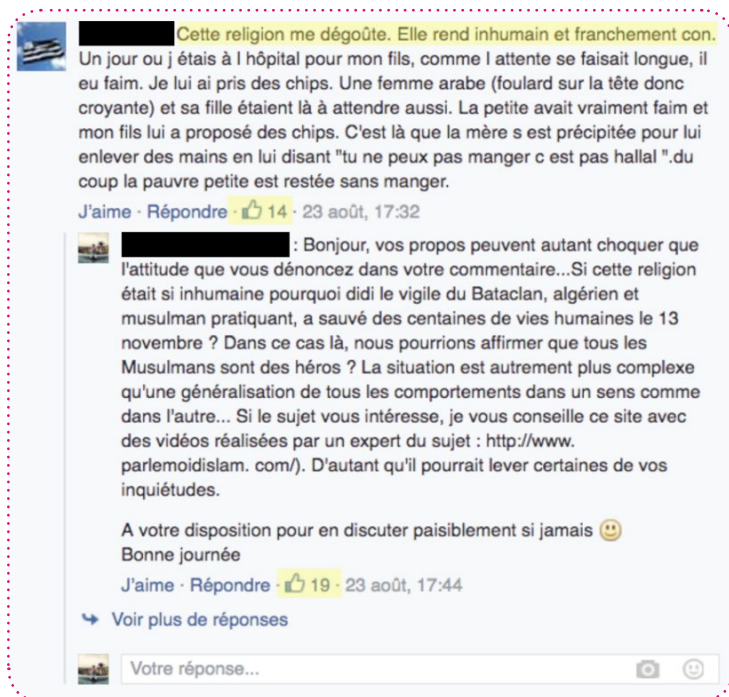 Cette religion me dégoûte. Elle rend inhumain et franchement con.
Un jour ou j étais à l hôpital pour mon fils, comme l attente se faisait longue, il
eu faim. Je lui ai pris des chips. Une femme arabe (foulard sur la tête donc
croyante) et sa fille étaient là à attendre aussi. La petite avait vraiment faim et
mon fils lui a proposé des chips. C'est là que la mère s est précipitée pour lui
enlever des mains en lui disant "tu ne peux pas manger c est pas hallal ".du
coup la pauvre petite est restée sans manger.
J'aime · Répondre · 14 · 23 août, 17:32
: Bonjour, vos propos peuvent autant choquer que
l'attitude que vous dénoncez dans votre commentaire...Si cette religion
était si inhumaine pourquoi didi le vigile du Bataclan, algérien et
musulman pratiquant, a sauvé des centaines de vies humaines le 13
novembre ? Dans ce cas là, nous pourrions affirmer que tous les
Musulmans sont des héros ? La situation est autrement plus complexe
qu'une généralisation de tous les comportements dans un sens comme
dans l'autre... Si le sujet vous intéresse, je vous conseille ce site avec
des vidéos réalisées par un expert du sujet : http://www.
parlemoidislam. com/). D'autant qu'il pourrait lever certaines de vos
inquiétudes.
A votre disposition pour en discuter paisiblement si jamais 🙂
Bonne journée
J'aime · Répondre · 19 · 23 août, 17:44
Voir plus de réponses
Votre réponse...